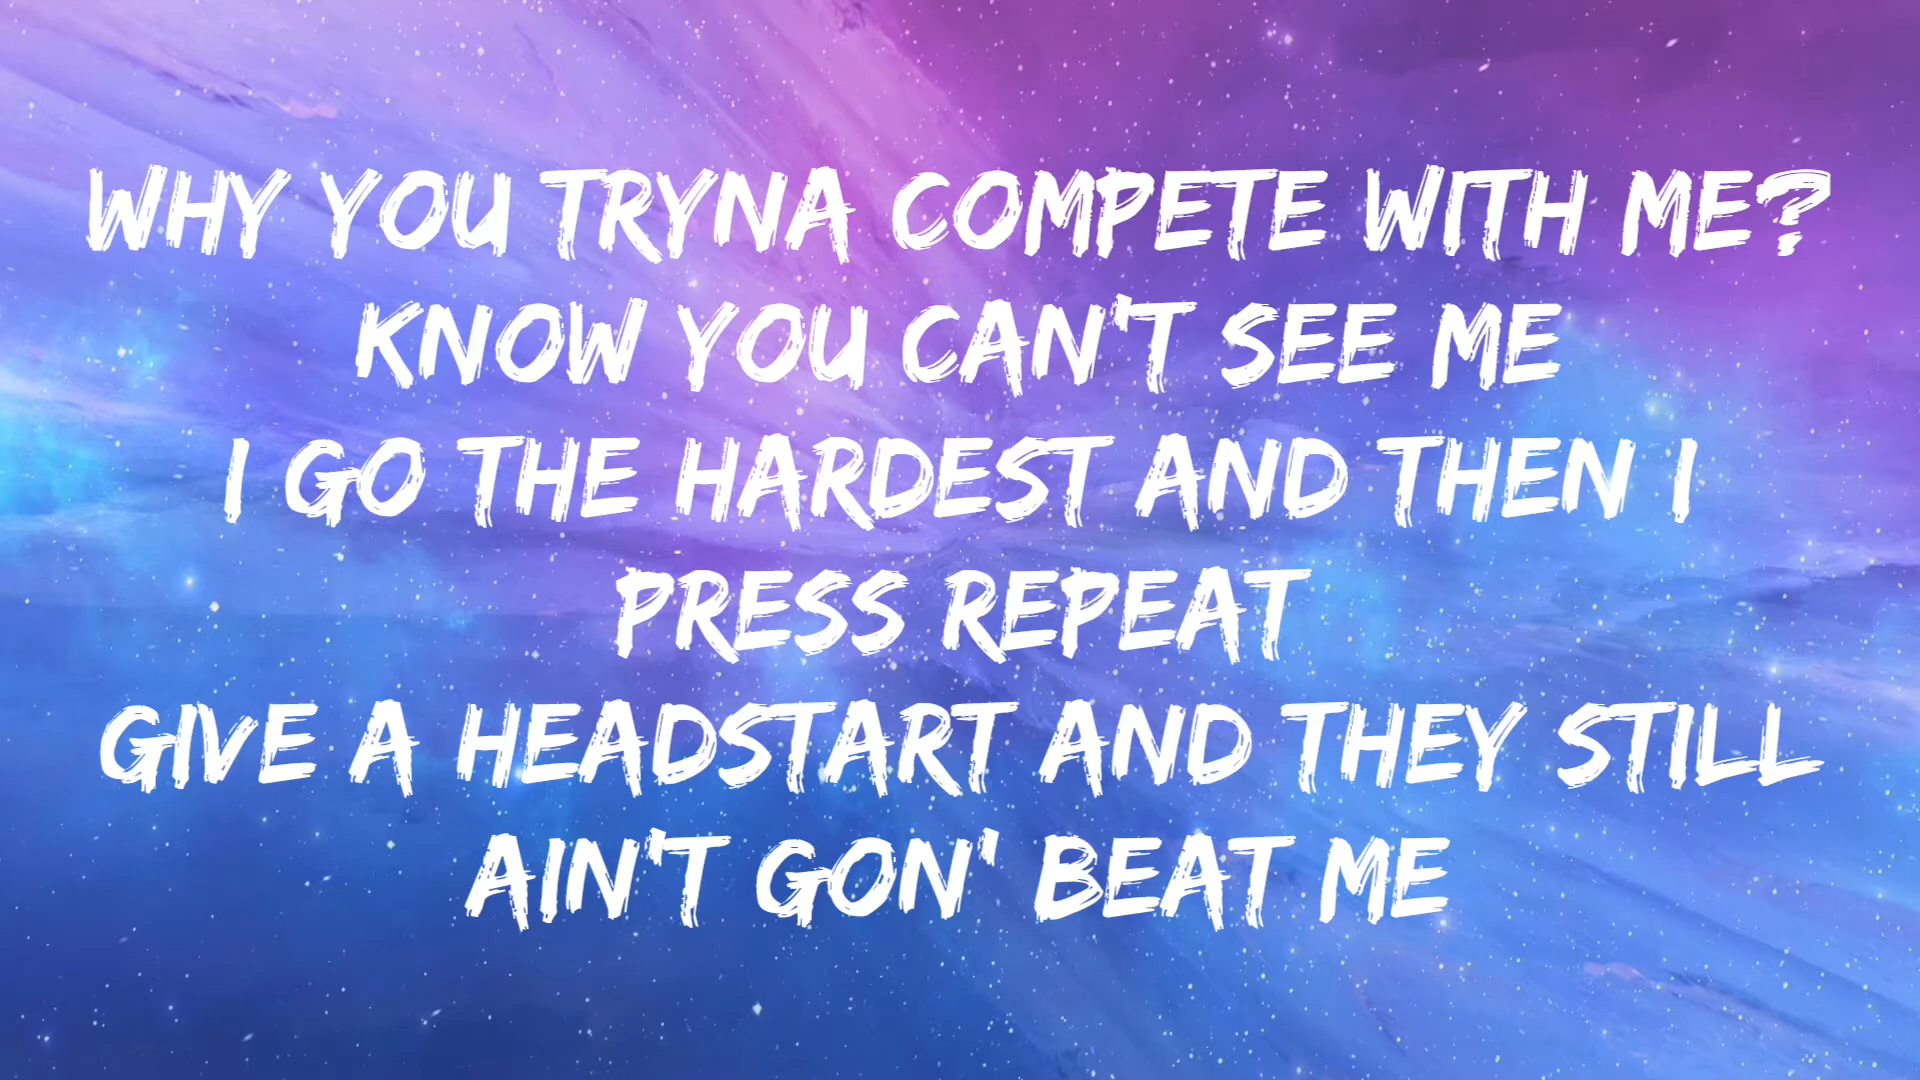 WHY YOU TRYNA COMPETE WITH ME?
KNOW YOU CAN'T SEE ME
I GO THE HARDEST AND THEN I
PRESS REPEAT
GIVE A HEADSTART AND THEY STILL
AIN'T GON' BEAT ME